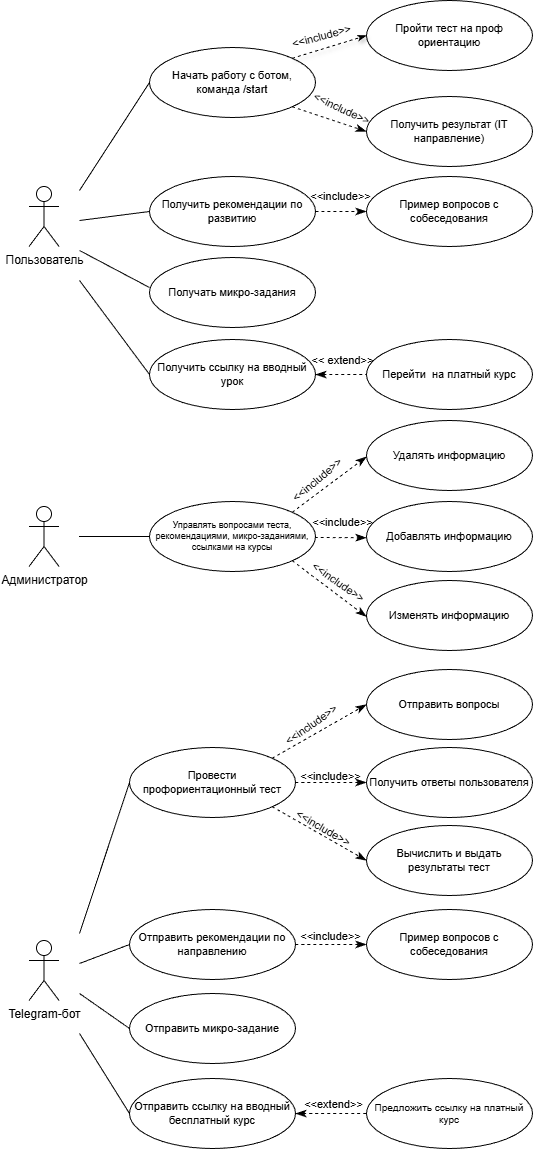 <<include>>
Пройти тест на проф
ориентацию
Начать работу с ботом,
команда /start
<<include>>
Получить результат (IT
направление)
Получить рекомендации по
развитию
<<include>>
Пример вопросов с
собеседования
Пользователь
Получать микро-задания
Получить ссылку на вводный
урок
<< extend>>
Перейти на платный курс
<<include>>
Удалять информацию
Управлять вопросами теста,
рекомендациями, микро-заданиями,
ссылками на курсы
<<include>>
Добавлять информацию
Администратор
<<include>>
Изменять информацию
<<include>>
Отправить вопросы
Провести
профориентационный тест
<<include>>
Получить ответы пользователя
<<include>>
Вычислить и выдать
результаты тест
Отправить рекомендации по
направлению
<<include>>
Пример вопросов с
собеседования
Telegram-бот
Отправить микро-задание
Отправить ссылку на вводный
бесплатный курс
<<extend>>
Предложить ссылку на платный
курс